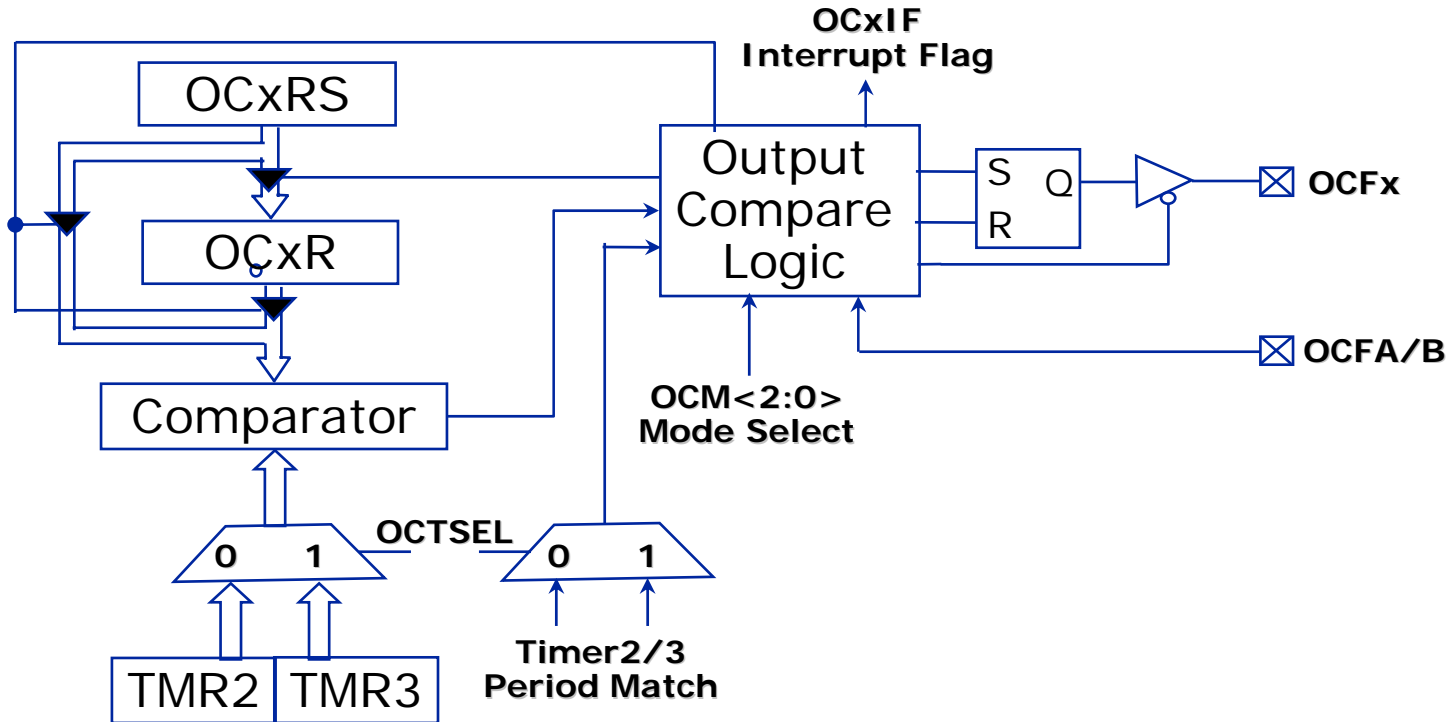 OCxIF
Interrupt Flag
OCxRS
Output
Compare
Logic
S
Q
R
OCFx
OCxR
OCFA/B
Comparator
OCM<2:0>
Mode Select
OCTSEL
0 1
0 1
Timer2/3
Period Match
TMR2
TMR3